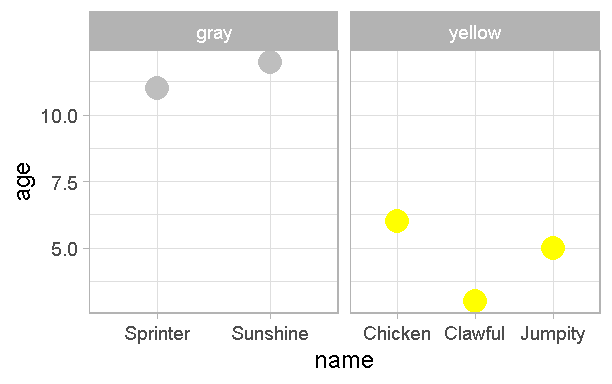 gray
yellow
age
10.0
7.5
5.0
Sprinter
Sunshine
Chicken
Clawful
Jumpity
name